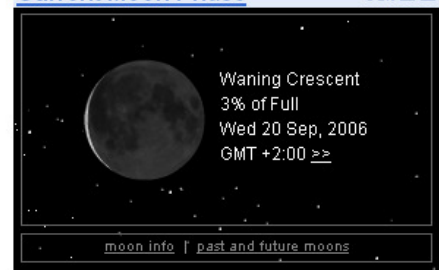 Waning Crescent
3% of Full
Wed 20 Sep, 2006
GMT +2:00 >>
moon info | past and future moons